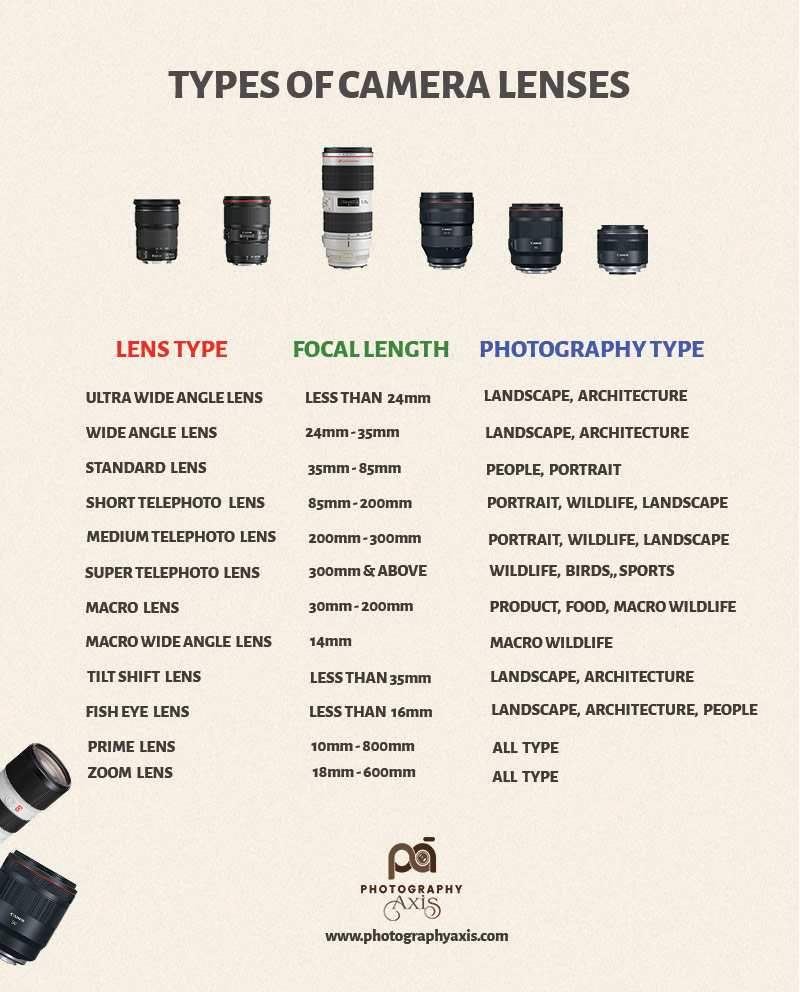 TYPES OF CAMERA LENSES
LENS TYPE FOCAL LENGTH PHOTOGRAPHY TYPE
ULTRA WIDE ANGLE LENS LESS THAN 24mm LANDSCAPE, ARCHITECTURE
WIDE ANGLE LENS 24mm - 35mm LANDSCAPE, ARCHITECTURE
STANDARD LENS 35mm - 85mm PEOPLE, PORTRAIT
SHORT TELEPHOTO LENS 85mm - 200mm PORTRAIT, WILDLIFE, LANDSCAPE
MEDIUM TELEPHOTO LENS 200mm - 300mm PORTRAIT, WILDLIFE, LANDSCAPE
SUPER TELEPHOTO LENS 300mm & ABOVE WILDLIFE, BIRDS,, SPORTS
MACRO LENS 30mm - 200mm PRODUCT, FOOD, MACRO WILDLIFE
MACRO WIDE ANGLE LENS 14mm MACRO WILDLIFE
TILT SHIFT LENS LESS THAN 35mm LANDSCAPE, ARCHITECTURE
FISH EYE LENS LESS THAN 16mm LANDSCAPE, ARCHITECTURE, PEOPLE
PRIME LENS 10mm - 800mm ALL TYPE
ZOOM LENS 18mm - 600mm ALL TYPE
pa
PHOTOGRAPHY
AXIS
www.photographyaxis.com